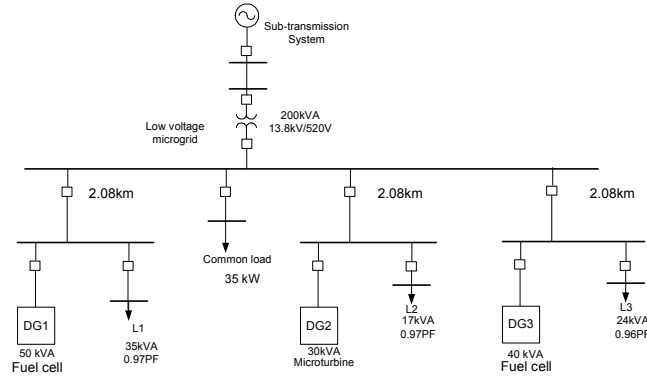 Sub-transmission
System
200kVA
13.8kV/520V
Low voltage
microgrid
2.08km
2.08km
2.08km
Common load
35 kW
DG1
50 kVA
Fuel cell
L1
35kVA
0.97PF
DG2
30kVA
Microturbine
L2
17kVA
0.97PF
DG3
40 kVA
Fuel cell
L3
24kVA
0.96PF